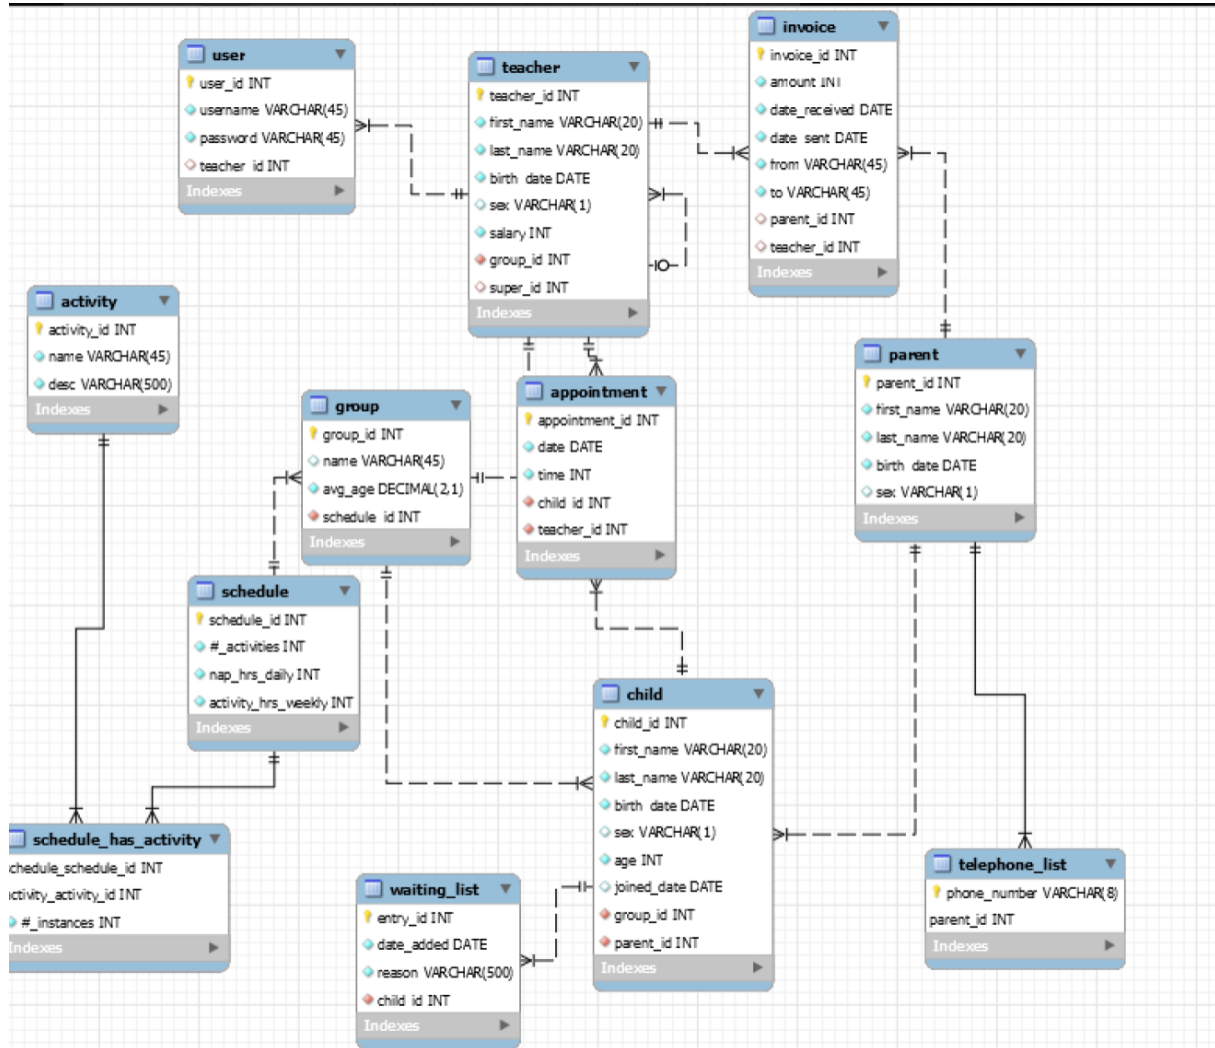 user
user_id INT
username VARCHAR(45)
password VARCHAR(45)
teacher_id INT
Indexes
teacher
teacher_id INT
first_name VARCHAR(20)
last_name VARCHAR(20)
birth_date DATE
sex VARCHAR(1)
salary INT
group_id INT
super_id INT
Indexes
invoice
invoice_id INT
amount INT
date_received DATE
date_sent DATE
from VARCHAR(45)
to VARCHAR(45)
parent_id INT
teacher_id INT
Indexes
activity
activity_id INT
name VARCHAR(45)
desc VARCHAR(500)
Indexes
group
group_id INT
name VARCHAR(45)
avg_age DECIMAL(2,1)
schedule_id INT
Indexes
appointment
appointment_id INT
date DATE
time INT
child_id INT
teacher_id INT
Indexes
parent
parent_id INT
first_name VARCHAR(20)
last_name VARCHAR(20)
birth_date DATE
sex VARCHAR(1)
Indexes
schedule
schedule_id INT
#_activities INT
nap_hrs_daily INT
activity_hrs_weekly INT
Indexes
child
child_id INT
first_name VARCHAR(20)
last_name VARCHAR(20)
birth_date DATE
sex VARCHAR(1)
age INT
joined_date DATE
group_id INT
parent_id INT
Indexes
schedule_has_activity
chedule_schedule_id INT
ctivity_activity_id INT
#_instances INT
Indexes
waiting_list
entry_id INT
date_added DATE
reason VARCHAR(500)
child_id INT
Indexes
telephone_list
phone_number VARCHAR(8)
parent_id INT
Indexes